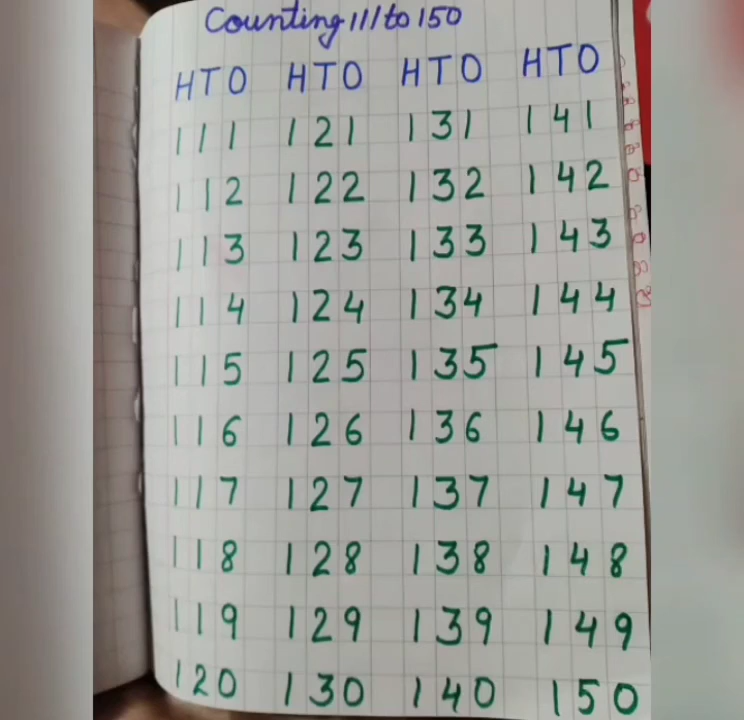 Counting 111 to 150
HTO HTO HTO HTO
111 121 131 141
112 122 132 142
113 123 133 143
114 124 134 144
115 125 135 145
116 126 136 146
117 127 137 147
118 128 138 148
119 129 139 149
120 130 140 150